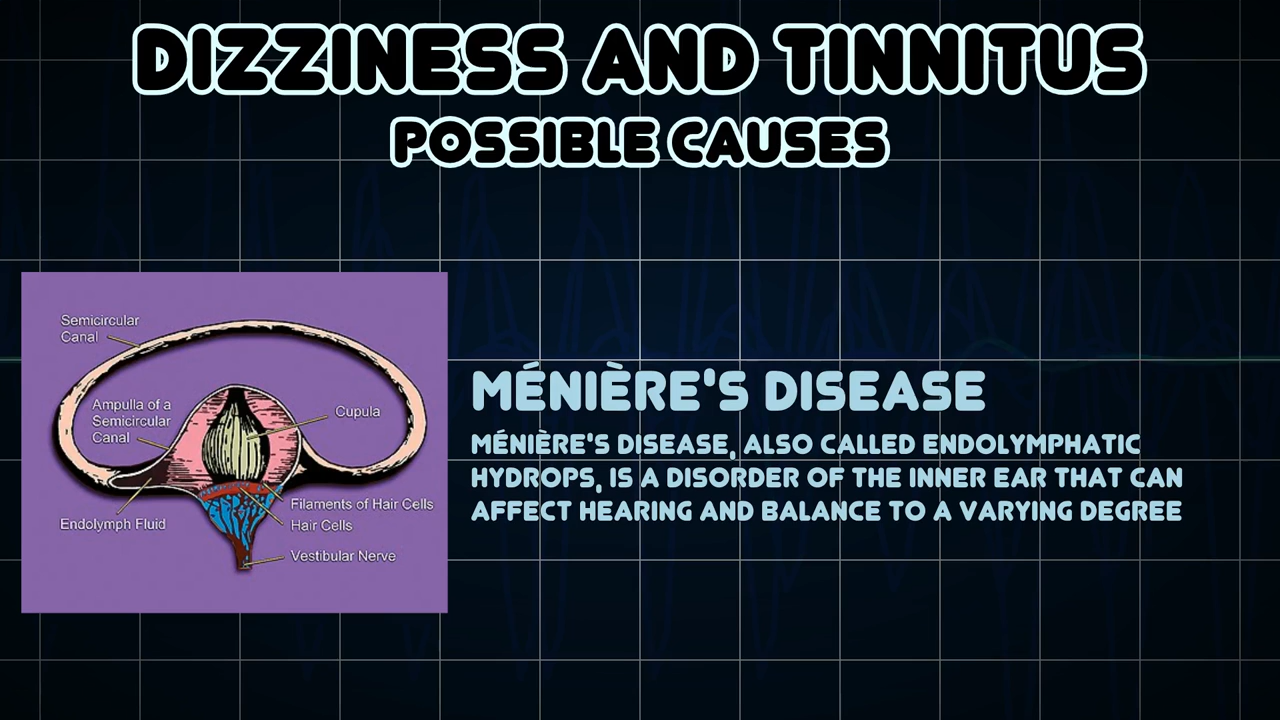 DIZZINESS AND TINNITUS
POSSIBLE CAUSES
Semicircular
Canal
Ampulla of a
Semicircular
Canal
Cupula
Filaments of Hair Cells
Endolymph Fluid
Hair Cells
Vestibular Nerve
MÉNIÈRE'S DISEASE
MÉNIÈRE'S DISEASE, ALSO CALLED ENDOLYMPHATIC
HYDROPS, IS A DISORDER OF THE INNER EAR THAT CAN
AFFECT HEARING AND BALANCE TO A VARYING DEGREE